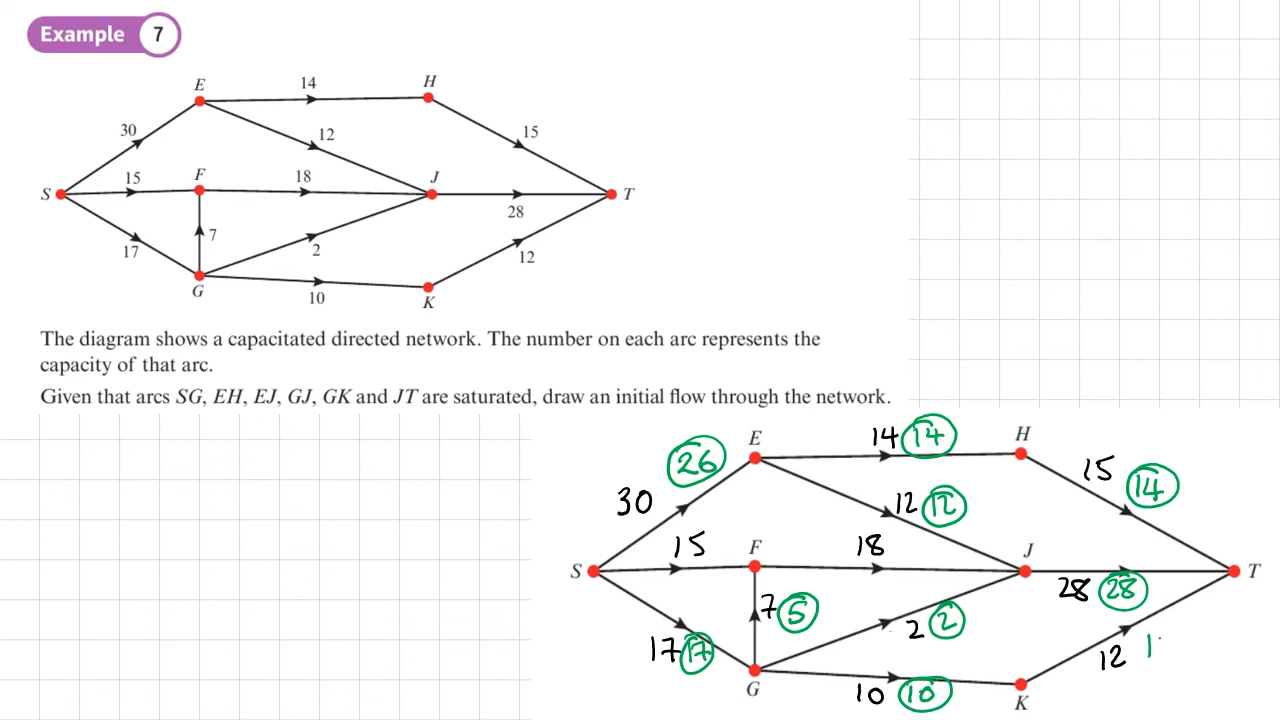 Example 7
E
14
H
30
12
15
S
15
F
18
J
T
28
17
7
2
12
G
10
K
The diagram shows a capacitated directed network. The number on each arc represents the
capacity of that arc.
Given that arcs SG, EH, EJ, GJ, GK and JT are saturated, draw an initial flow through the network.
E
14 14
H
26
15 14
30
12 12
S
15
F
18
J
T
28 28
7 5
2 2
17 17
12 1
G
10 10
K